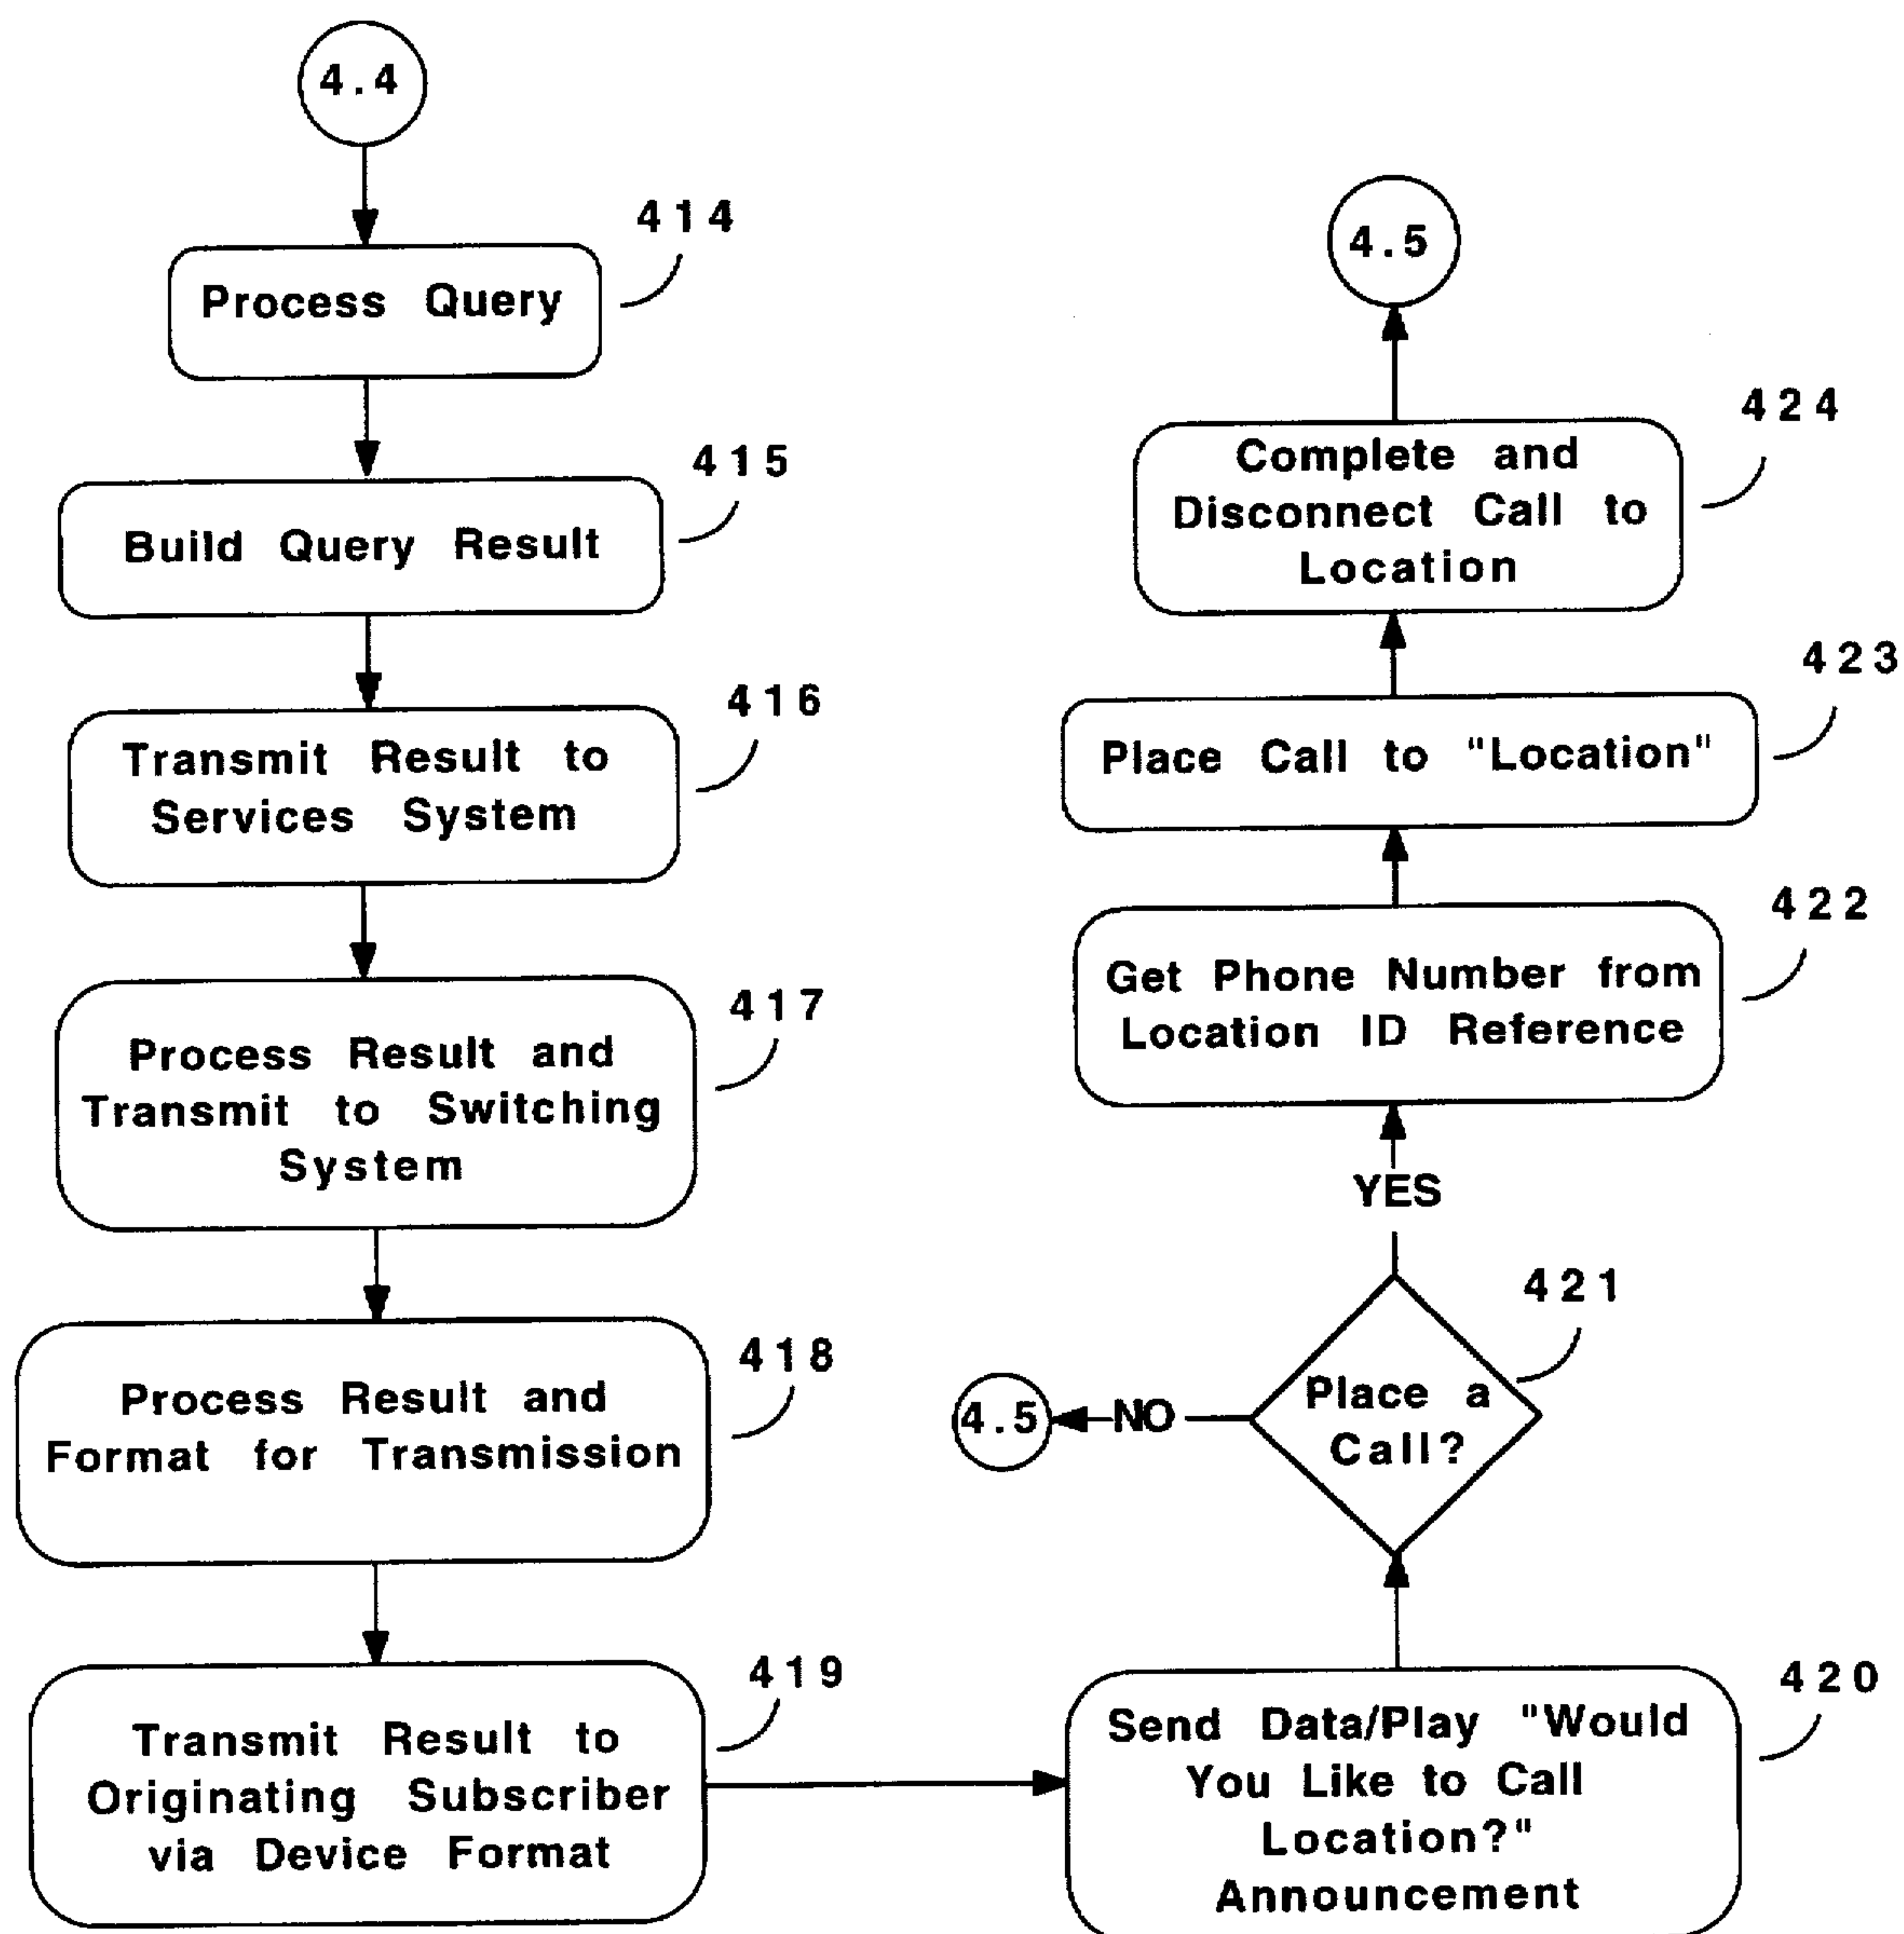 4.4
414
Process Query
415
Build Query Result
416
Transmit Result to
Services System
417
Process Result and
Transmit to Switching
System
418
Process Result and
Format for Transmission
419
Transmit Result to
Originating Subscriber
via Device Format
420
Send Data/Play "Would
You Like to Call
Location?"
Announcement
421
Place a
Call?
NO
4.5
YES
422
Get Phone Number from
Location ID Reference
423
Place Call to "Location"
424
Complete and
Disconnect Call to
Location
4.5